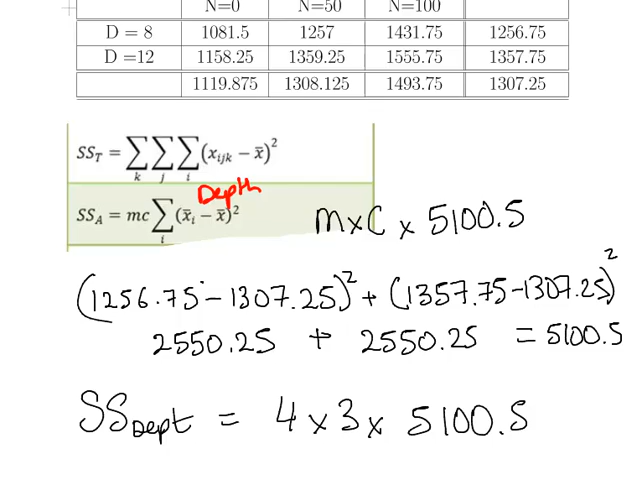 N=0 N=50 N=100
D = 8 1081.5 1257 1431.75 1256.75
D =12 1158.25 1359.25 1555.75 1357.75
1119.875 1308.125 1493.75 1307.25
SS_T = ∑_k ∑_j ∑_i (x_ijk − x̄)²
Depth
SS_A = mc ∑_i (x̄_i − x̄)²
m×C × 5100.5
(1256.75 − 1307.25)² + (1357.75 − 1307.25)²
2550.25 + 2550.25 = 5100.5
SS_Dept = 4 × 3 × 5100.5